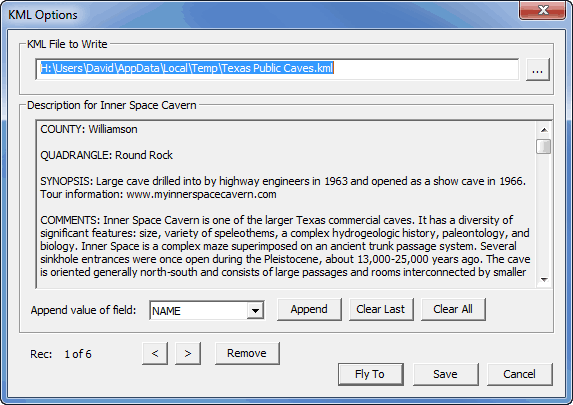 KML Options
KML File to Write
H:\Users\David\AppData\Local\Temp\Texas Public Caves.kml
...
Description for Inner Space Cavern
COUNTY: Williamson
QUADRANGLE: Round Rock
SYNOPSIS: Large cave drilled into by highway engineers in 1963 and opened as a show cave in 1966.
Tour information: www.myinnerspacecavern.com
COMMENTS: Inner Space Cavern is one of the larger Texas commercial caves. It has a diversity of
significant features: size, variety of speleothems, a complex hydrogeologic history, paleontology, and
biology. Inner Space is a complex maze superimposed on an ancient trunk passage system. Several
sinkhole entrances were once open during the Pleistocene, about 13,000-25,000 years ago. The cave
is oriented generally north-south and consists of large passages and rooms interconnected by smaller
Append value of field: NAME Append Clear Last Clear All
Rec: 1 of 6 < > Remove
Fly To Save Cancel